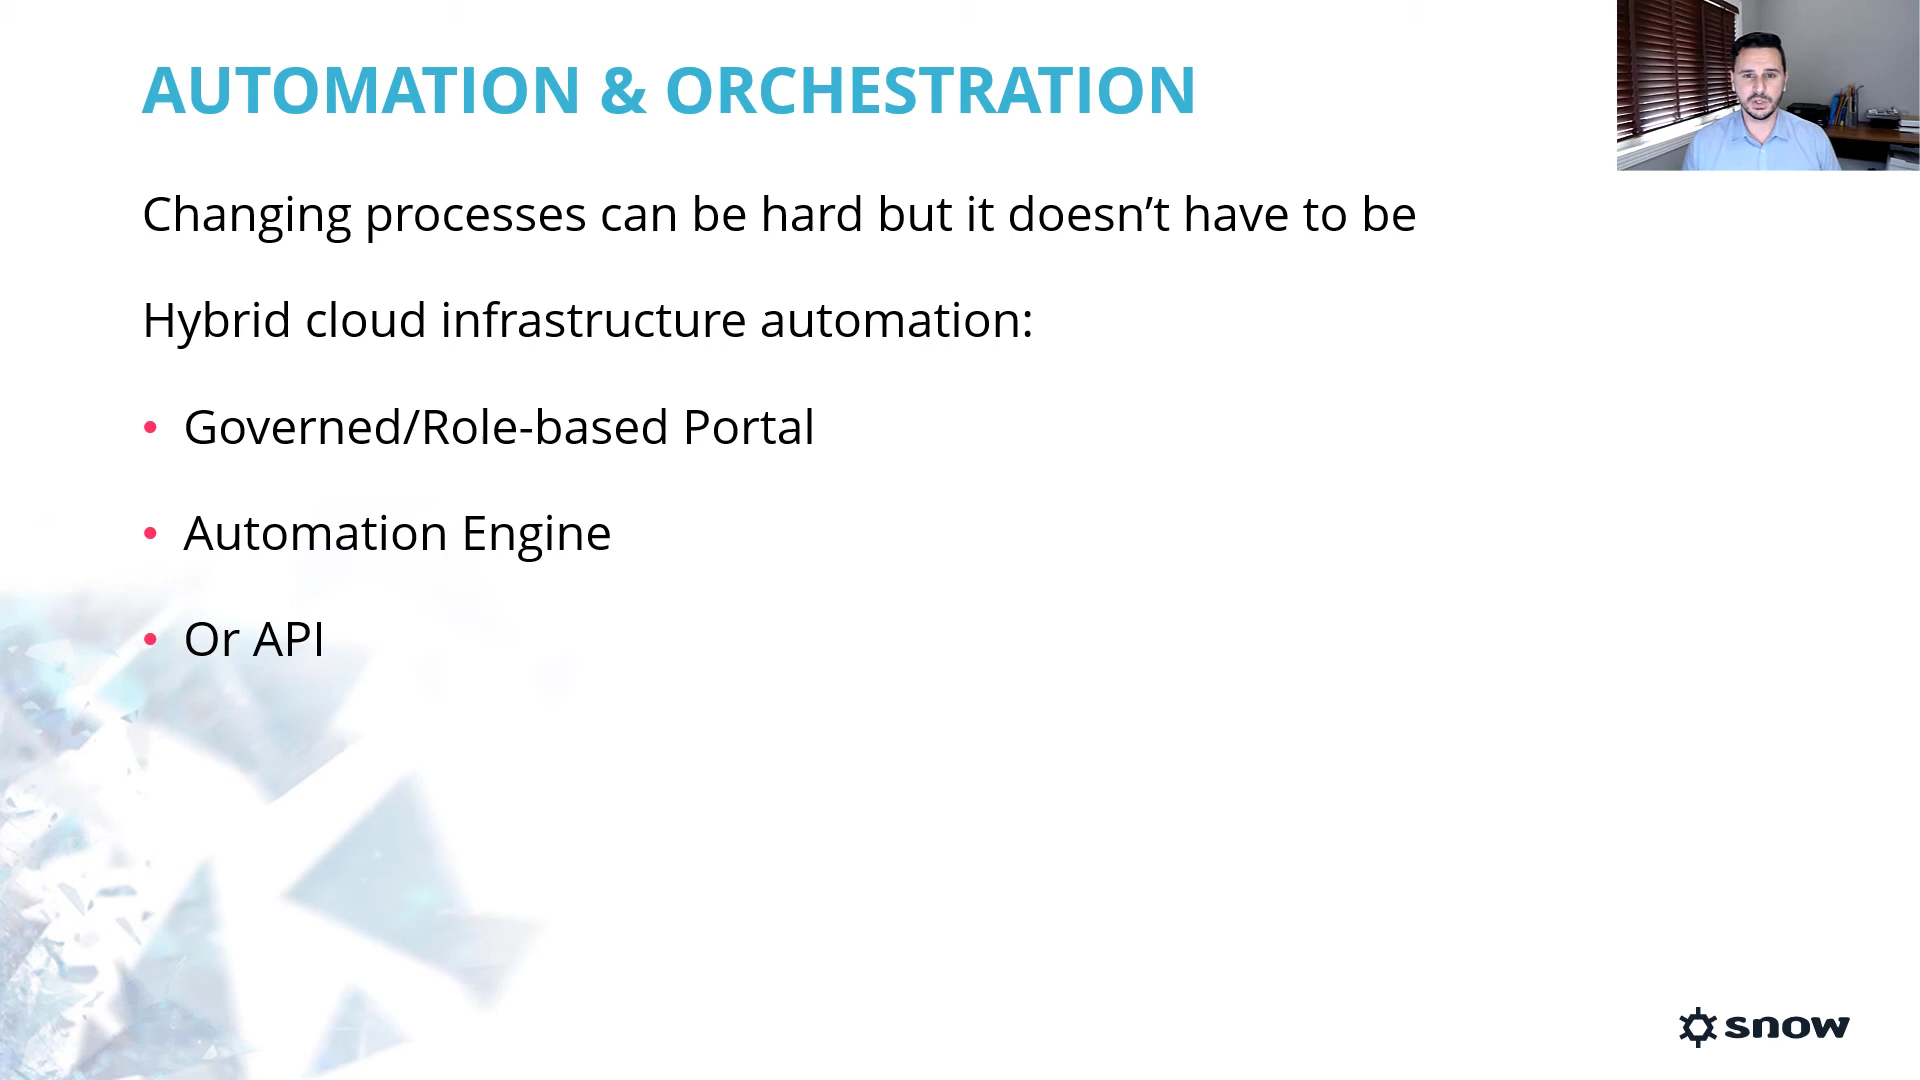 AUTOMATION & ORCHESTRATION
Changing processes can be hard but it doesn’t have to be
Hybrid cloud infrastructure automation:
• Governed/Role-based Portal
• Automation Engine
• Or API
snow